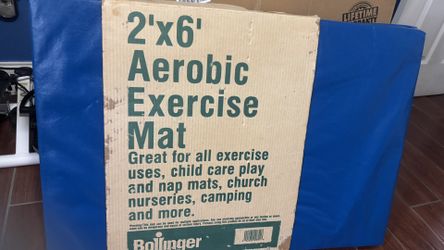 LIFETIME
WARRANTY
2'x6'
Aerobic
Exercise
Mat
Great for all exercise
uses, child care play
and nap mats, church
nurseries, camping
and more.
Bollinger